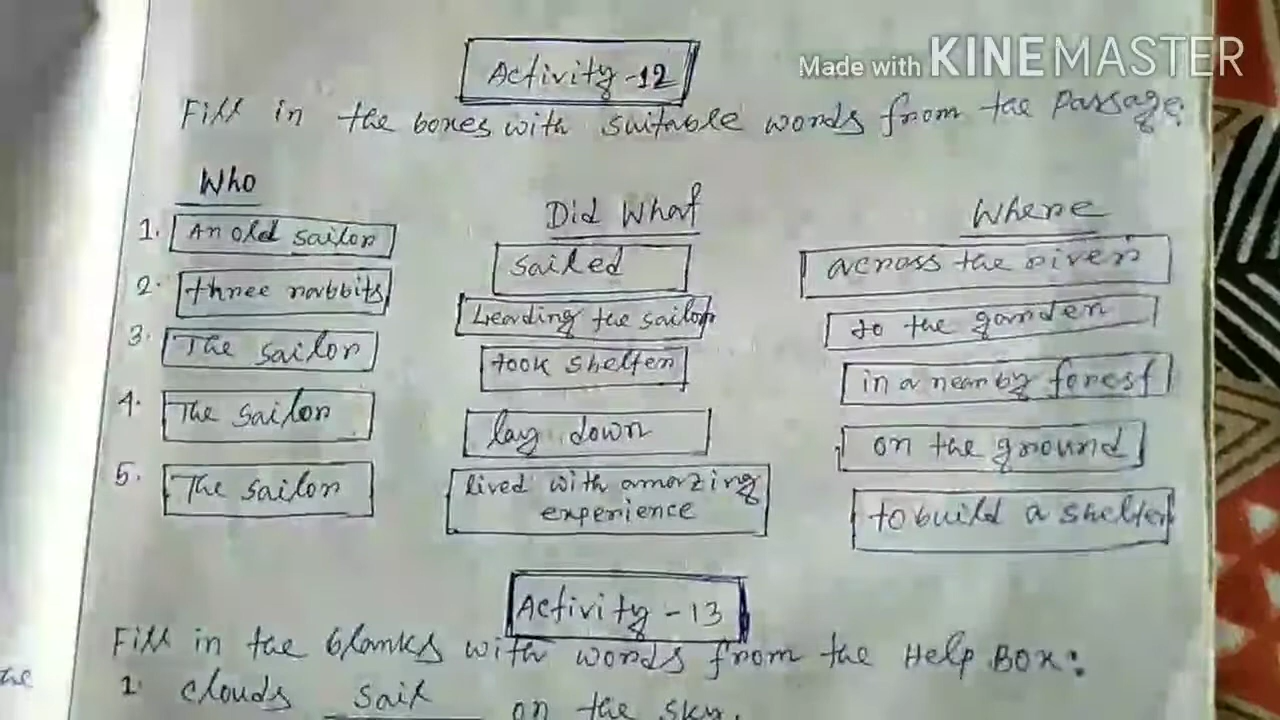 Activity -12
Made with KINEMASTER
Fill in the boxes with suitable words from the passage:
Who Did What Where
1. An old sailor sailed across the river
2. three rabbits Leading the sailor to the garden
3. The sailor took shelter in a nearby forest
4. The sailor lay down on the ground
5. The sailor lived with amazing experience to build a shelter
Activity -13
Fill in the blanks with words from the Help Box:
1. clouds sail on the sky.
the